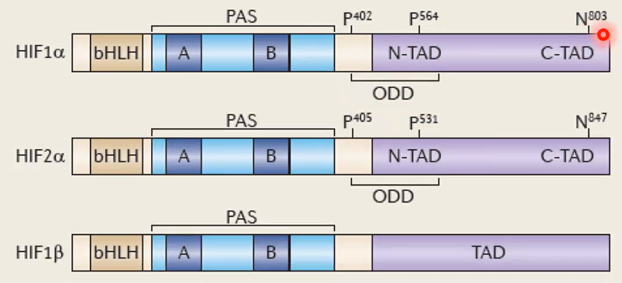 PAS
P402 P564 N803
HIF1α bHLH A B N-TAD C-TAD
ODD
PAS
P405 P531 N847
HIF2α bHLH A B N-TAD C-TAD
ODD
PAS
HIF1β bHLH A B TAD